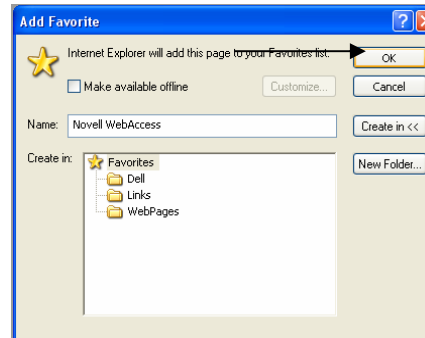 Add Favorite
?
Internet Explorer will add this page to your Favorites list.
OK
Make available offline
Customize...
Cancel
Name: Novell WebAccess
Create in <<
Create in:
Favorites
New Folder...
Dell
Links
WebPages